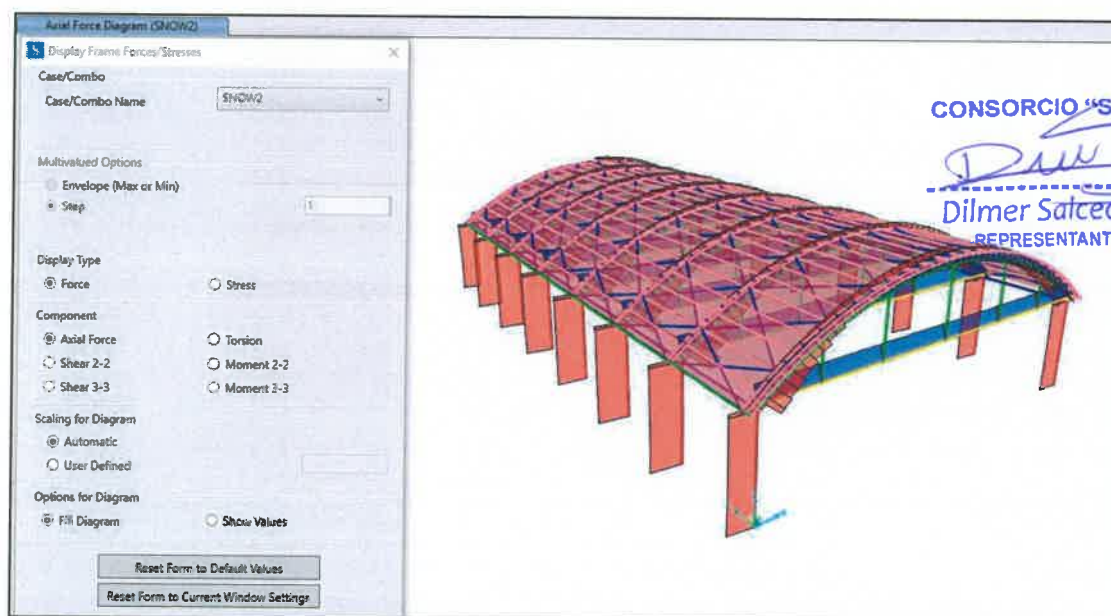 Axial Force Diagram (SNOW2)
Display Frame Forces/Stresses
Case/Combo
Case/Combo Name
SNOW2
Multivalued Options
Envelope (Max or Min)
Step
1
Display Type
Force
Stress
Component
Axial Force
Torsion
Shear 2-2
Moment 2-2
Shear 3-3
Moment 3-3
Scaling for Diagram
Automatic
User Defined
Options for Diagram
Fill Diagram
Show Values
Reset Form to Default Values
Reset Form to Current Window Settings
CONSORCIO "S
Dilmer Salced
REPRESENTANT